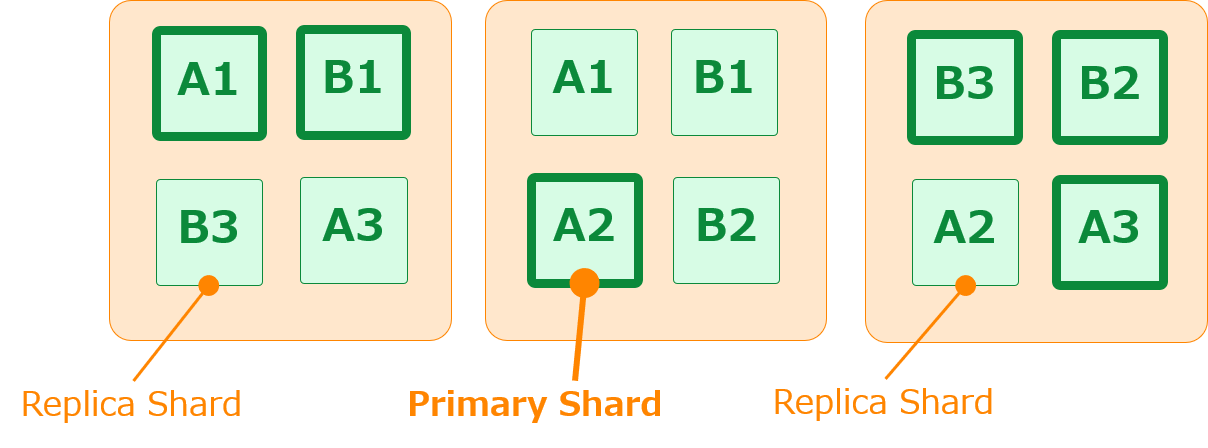 A1 B1
B3 A3
A1 B1
A2 B2
B3 B2
A2 A3
Replica Shard
Primary Shard
Replica Shard